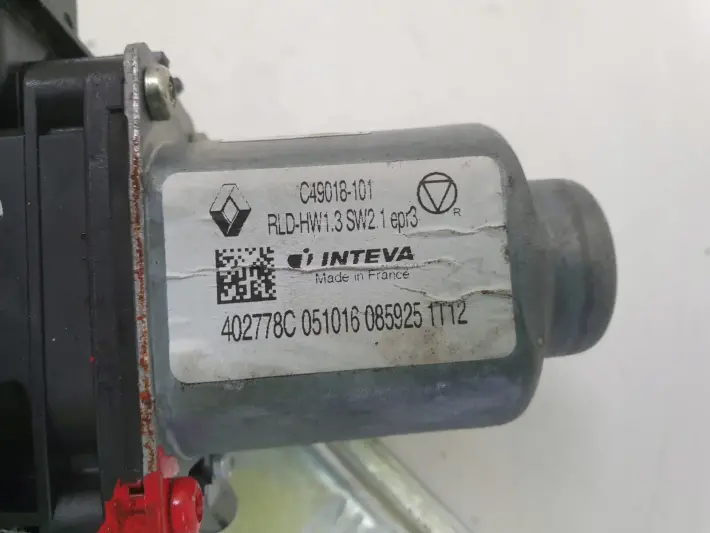 C49018-101
RLD-HW1.3 SW2.1 epr3
R
INTEVA
Made in France
402778C 051016 085925 1T12